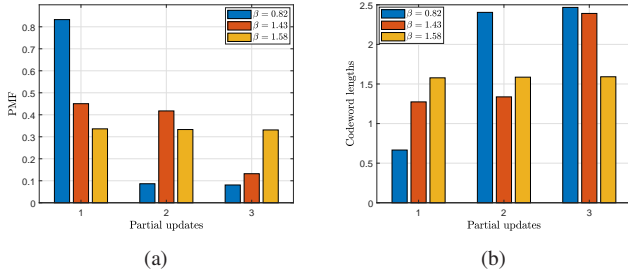 0.8
0.7
0.6
0.5
0.4
0.3
0.2
0.1
0
PMF
β = 0.82
β = 1.43
β = 1.58
1 2 3
Partial updates
(a)
2.5
2
1.5
1
0.5
0
Codeword lengths
β = 0.82
β = 1.43
β = 1.58
1 2 3
Partial updates
(b)